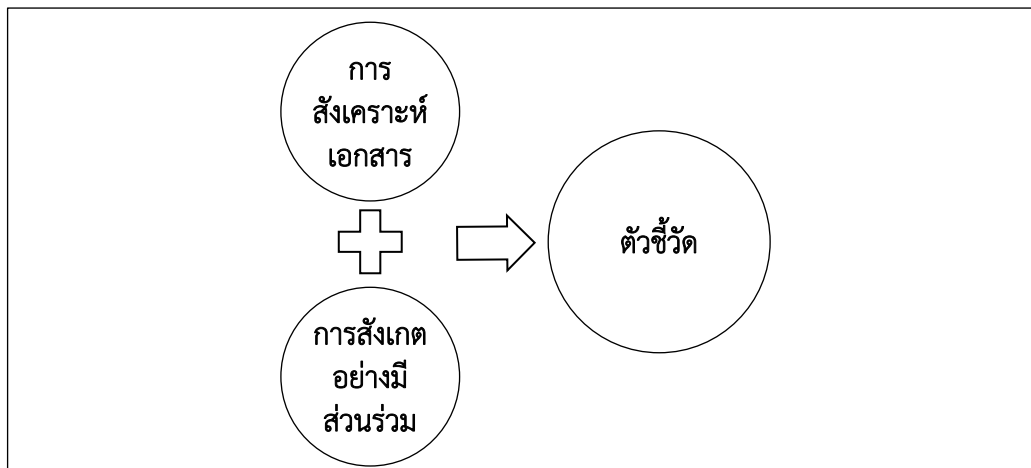 การ
สังเคราะห์
เอกสาร
ตัวชี้วัด
การสังเกต
อย่างมี
ส่วนร่วม